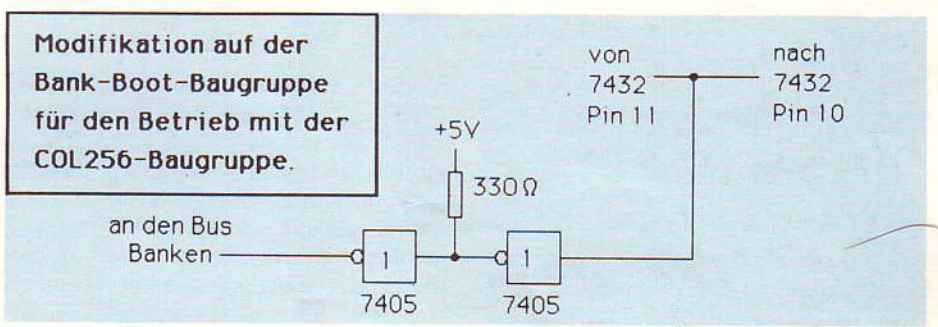 Modifikation auf der
Bank-Boot-Baugruppe
für den Betrieb mit der
COL256-Baugruppe.
von
7432
Pin 11
nach
7432
Pin 10
+5V
330Ω
an den Bus
Banken
1
7405
1
7405